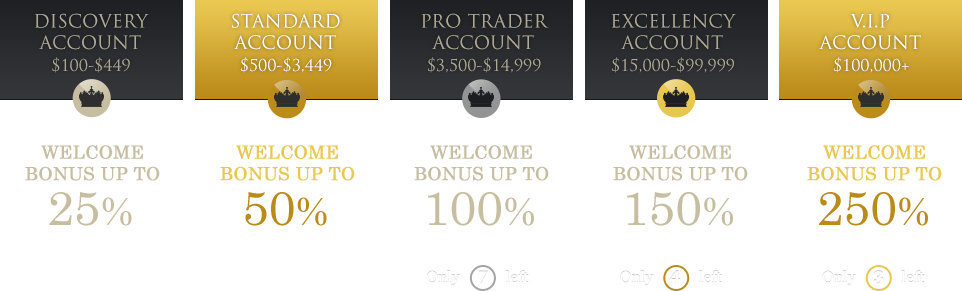 DISCOVERY
ACCOUNT
$100-$449
WELCOME
BONUS UP TO
25%
STANDARD
ACCOUNT
$500-$3,449
WELCOME
BONUS UP TO
50%
PRO TRADER
ACCOUNT
$3,500-$14,999
WELCOME
BONUS UP TO
100%
Only 7 left
EXCELLENCY
ACCOUNT
$15,000-$99,999
WELCOME
BONUS UP TO
150%
Only 4 left
V.I.P
ACCOUNT
$100,000+
WELCOME
BONUS UP TO
250%
Only 3 left